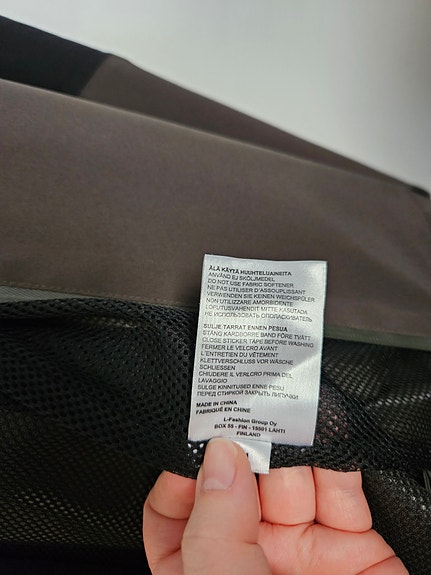 ÄLÄ KÄYTÄ HUUHTELUAINEITA
ANVÄND EJ SKÖLJMEDEL
DO NOT USE FABRIC SOFTENER
NE PAS UTILISER D'ASSOUPLISSANT
VERWENDEN SIE KEINEN WEICHSPÜLER
NON UTILIZZARE AMORBIDENTE
LOPUTUSVAHENDIT MITTE KASUTADA
НЕ ИСПОЛЬЗОВАТЬ ОПОЛАСКИВАТЕЛЬ
SULJE TARRAT ENNEN PESUA
STÄNG KARDBORRE BAND FÖRE TVÄTT
CLOSE STICKER TAPE BEFORE WASHING
FERMER LE VELCRO AVANT
L'ENTRETIEN DU VÊTEMENT
KLETTVERSCHLUSS VOR WÄSCHE
SCHLIESSEN
CHIUDERE IL VERLCRO PRIMA DEL
LAVAGGIO
SULGE KINNITUSED ENNE PESU
ПЕРЕД СТИРКОЙ ЗАКРЫТЬ ЛИПУЧКИ
MADE IN CHINA
FABRIQUÉ EN CHINE
L-Fashion Group Oy
BOX 55 - FIN - 15501 LAHTI
FINLAND